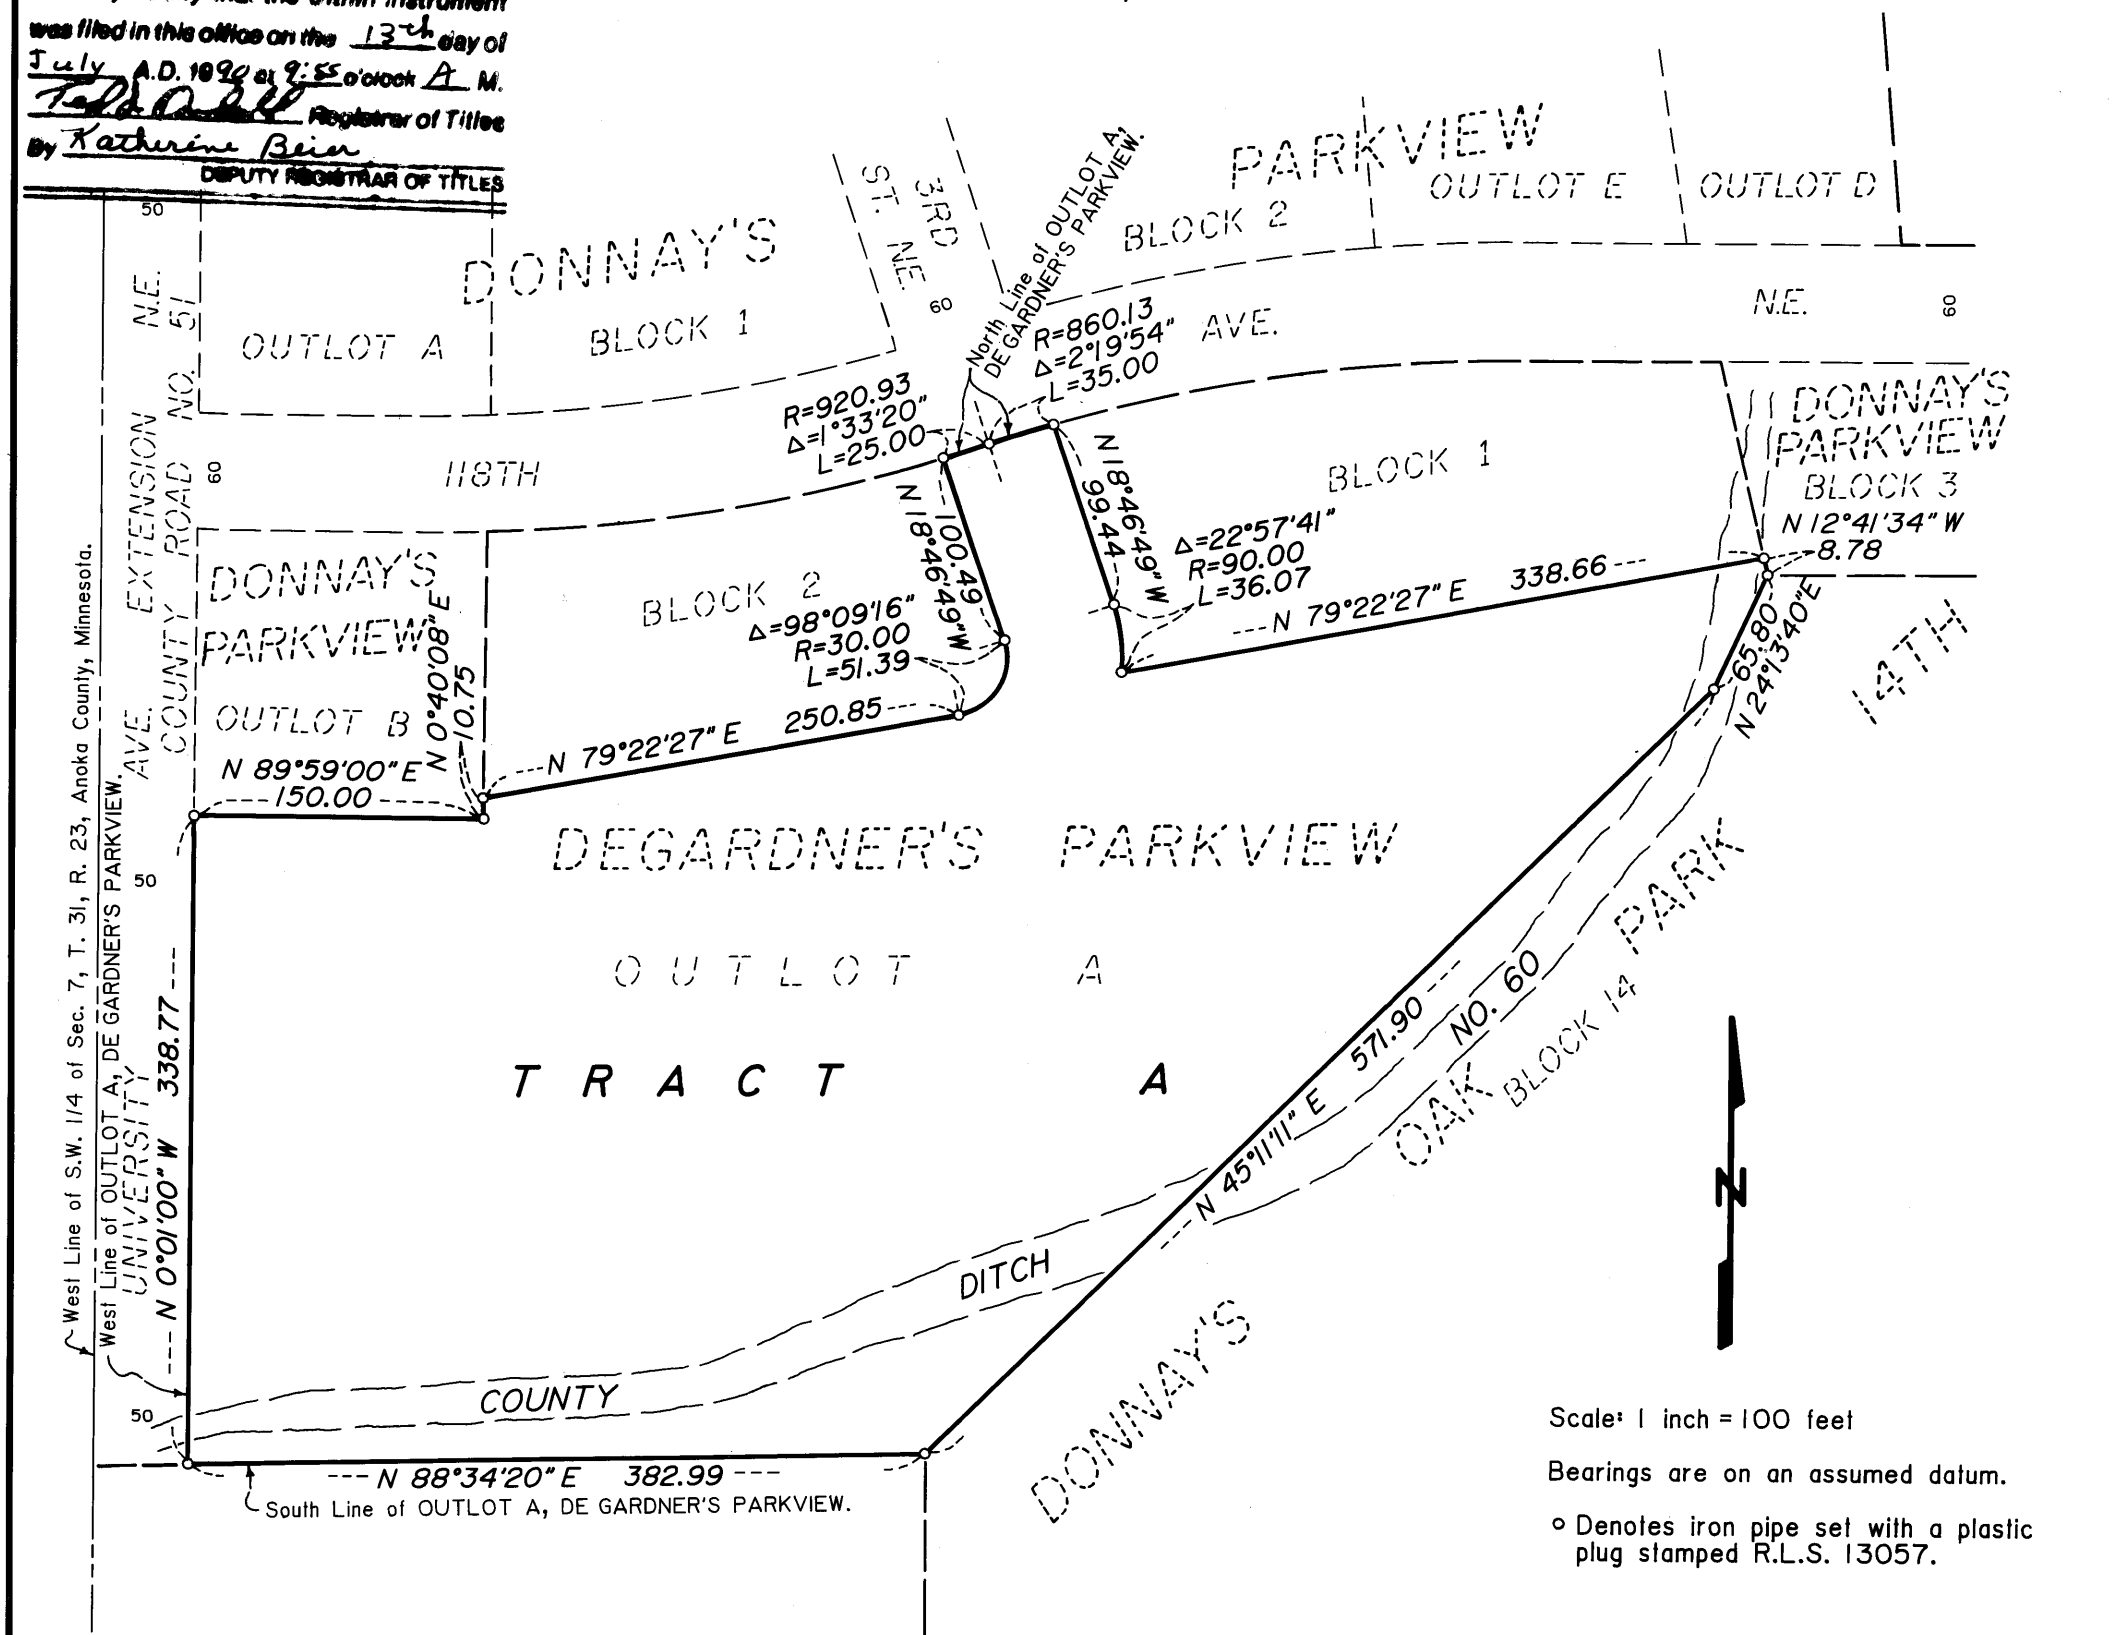 was filed in this office on the 13th day of
July A.D. 1990 at 9:55 o'clock A M.
Registrar of Titles
By Katherine Beier
DEPUTY REGISTRAR OF TITLES
50
DONNAY'S
PARKVIEW
3RD
ST. NE.
60
North Line of OUTLOT A,
DE GARDNER'S PARKVIEW.
BLOCK 2
OUTLOT E
OUTLOT D
OUTLOT A
BLOCK 1
R=860.13
Δ=2°19'54"
L=35.00
AVE.
N.E.
60
R=920.93
Δ=1°33'20"
L=25.00
118TH
60
UNIVERSITY AVE. EXTENSION N.E.
COUNTY ROAD NO. 51
DONNAY'S
PARKVIEW
BLOCK 3
N 12°41'34" W
8.78
BLOCK 1
N 18°46'49" W
99.44
Δ=22°57'41"
R=90.00
L=36.07
N 79°22'27" E 338.66
N 18°46'49" W
100.49
BLOCK 2
Δ=98°09'16"
R=30.00
L=51.39
N 79°22'27" E 250.85
DONNAY'S
PARKVIEW
OUTLOT B
N 0°40'08" E
10.75
N 89°59'00" E
150.00
65.80
N 24°13'40" E
14TH
DEGARDNER'S PARKVIEW
OUTLOT A
TRACT A
50
West Line of S.W. 1/4 of Sec. 7, T. 31, R. 23, Anoka County, Minnesota.
West Line of OUTLOT A, DE GARDNER'S PARKVIEW.
N 0°01'00" W 338.77
N 45°11'11" E 571.90
COUNTY DITCH NO. 60
DONNAY'S OAK PARK
BLOCK 14
N
50
N 88°34'20" E 382.99
South Line of OUTLOT A, DE GARDNER'S PARKVIEW.
Scale: 1 inch = 100 feet
Bearings are on an assumed datum.
o Denotes iron pipe set with a plastic
plug stamped R.L.S. 13057.